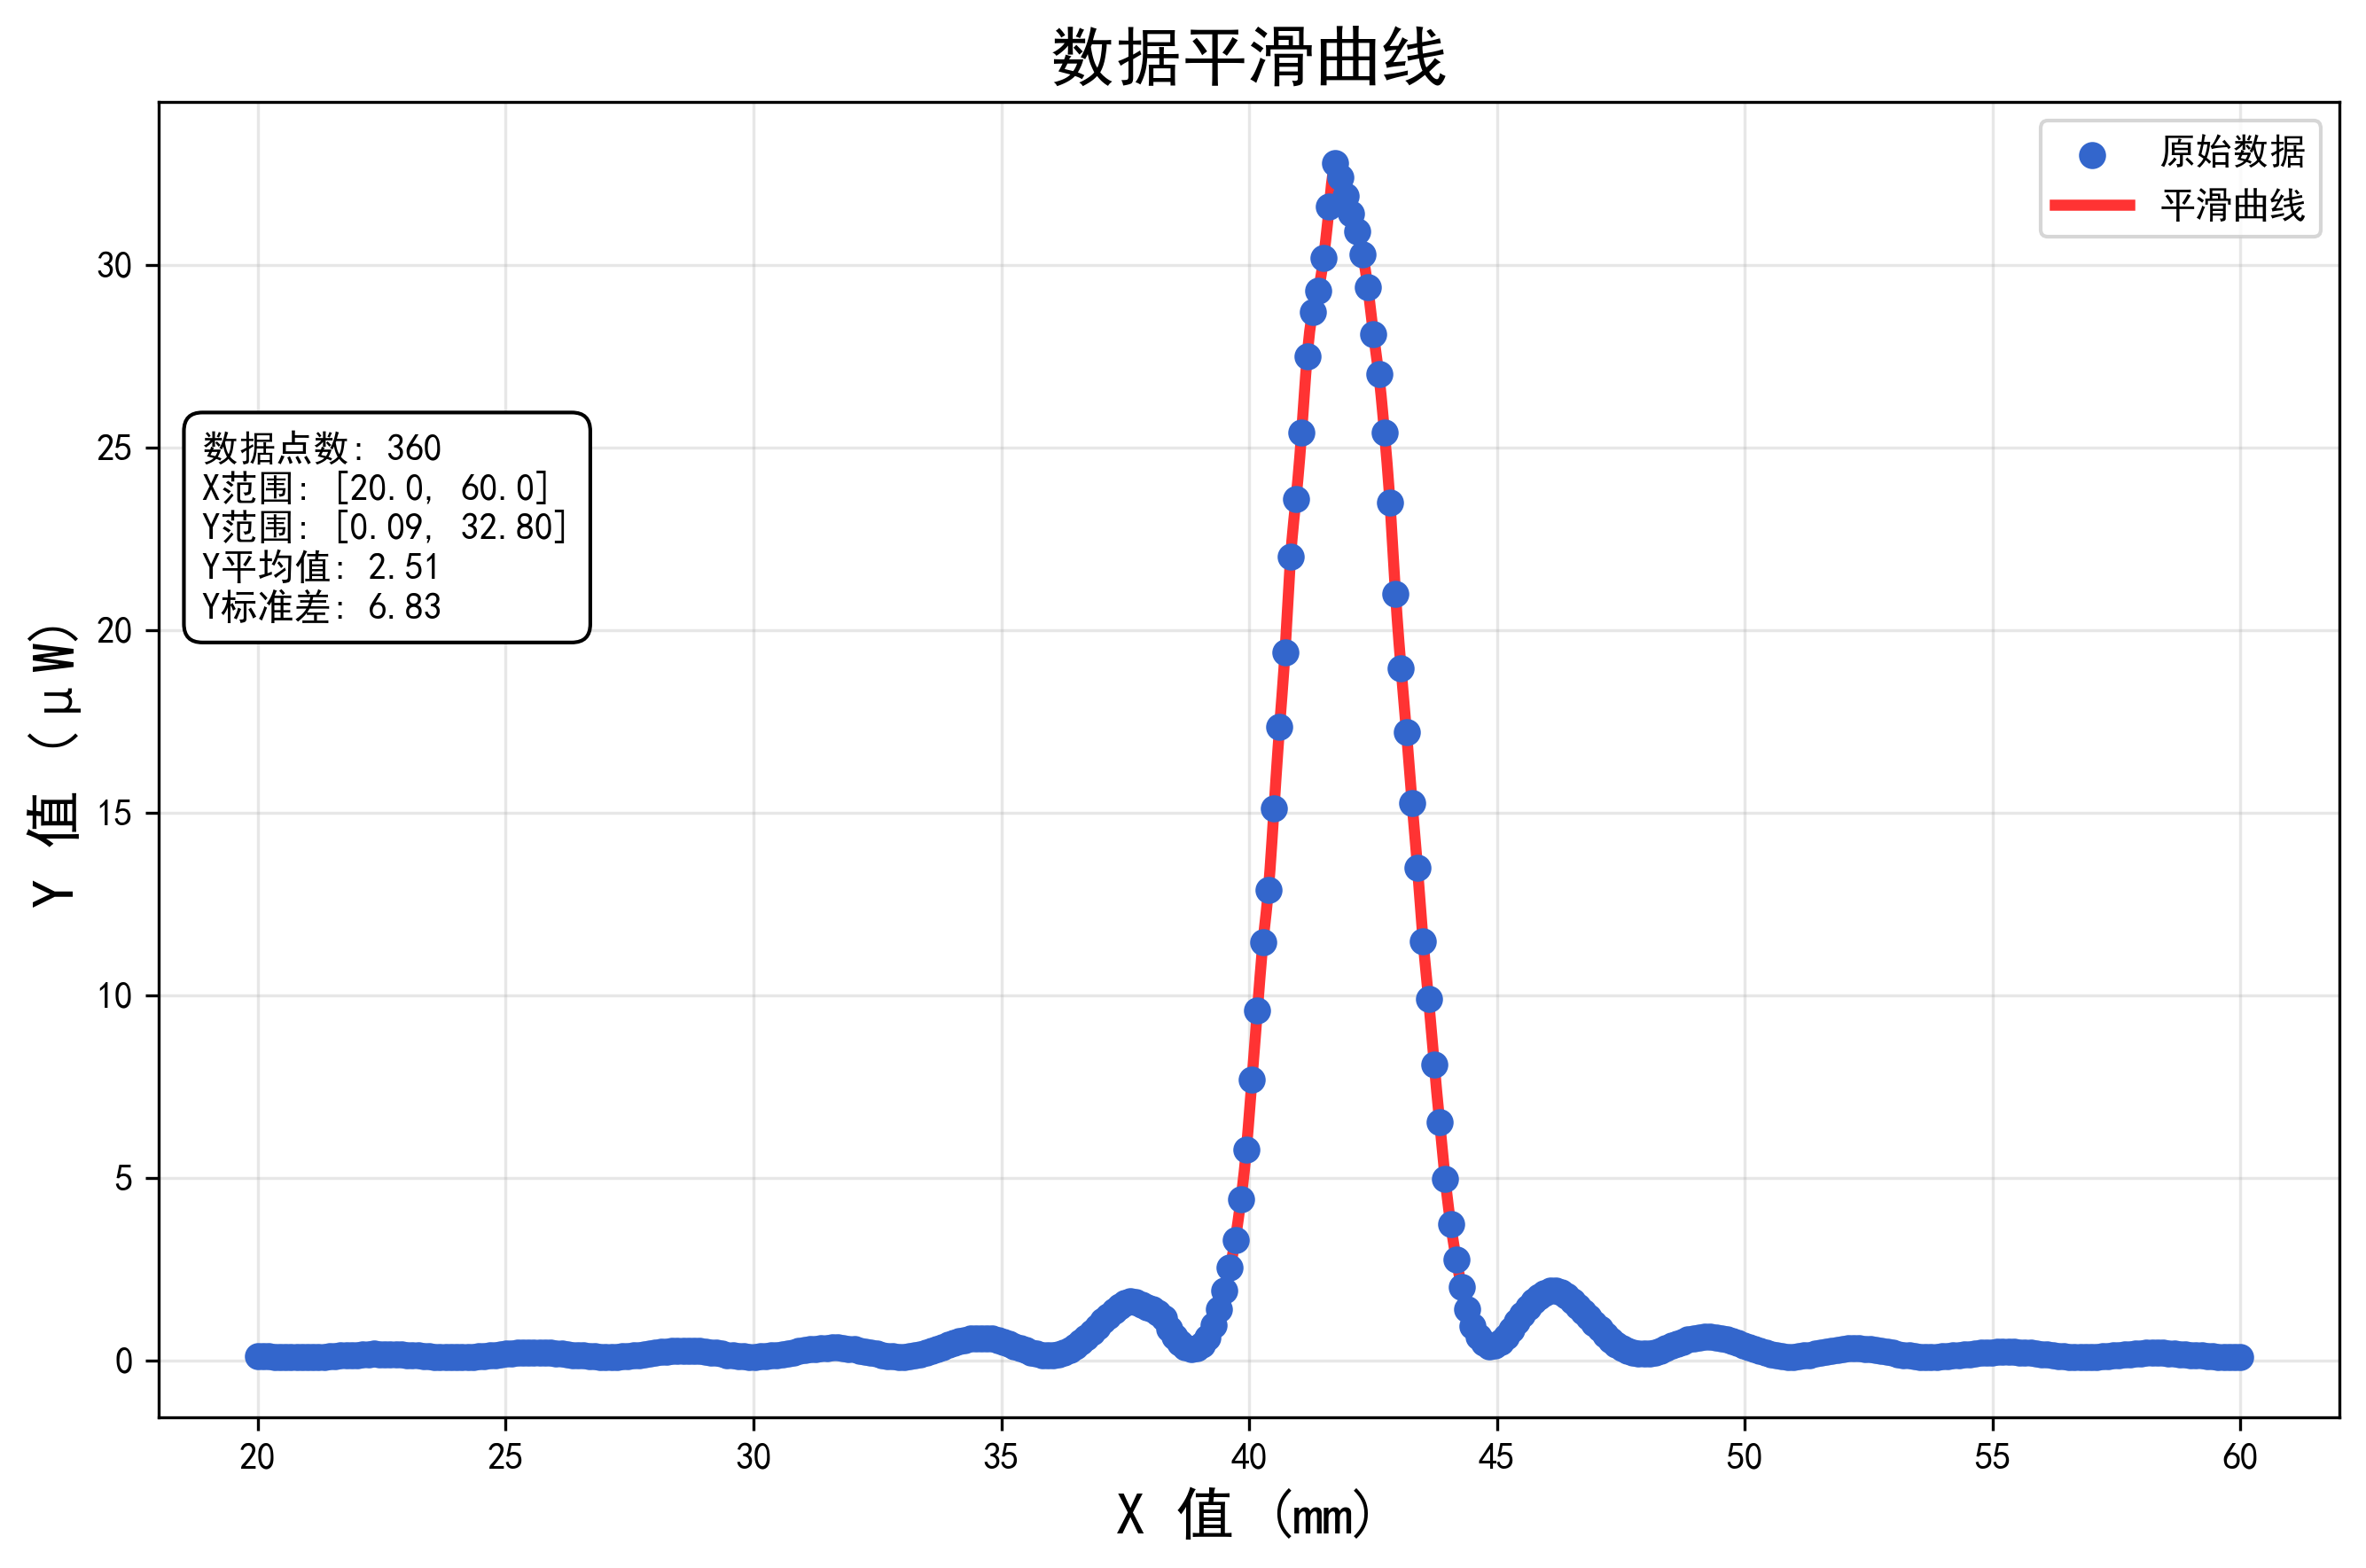 数据平滑曲线
原始数据
平滑曲线
数据点数: 360
X范围: [20.0, 60.0]
Y范围: [0.09, 32.80]
Y平均值: 2.51
Y标准差: 6.83
Y 值 (μW)
30
25
20
15
10
5
0
20 25 30 35 40 45 50 55 60
X 值 (mm)